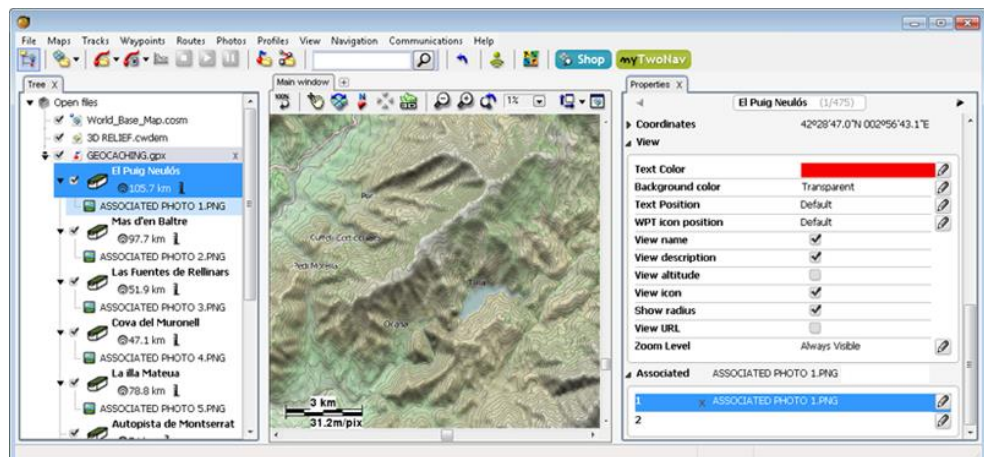 File Maps Tracks Waypoints Routes Photos Profiles View Navigation Communications Help
Shop
myTwoNav
Tree X
Open files
World_Base_Map.cosm
3D RELIEF.cwdem
GEOCACHING.gpx x
El Puig Neulós
105.7 km
ASSOCIATED PHOTO 1.PNG
Mas d'en Baltre
97.7 km
ASSOCIATED PHOTO 2.PNG
Las Fuentes de Rellinars
51.9 km
ASSOCIATED PHOTO 3.PNG
Cova del Muronell
47.1 km
ASSOCIATED PHOTO 4.PNG
La illa Mateua
78.8 km
ASSOCIATED PHOTO 5.PNG
Autopista de Montserrat
Main window
100%
1%
3 km
31.2m/pix
Properties X
El Puig Neulós (1/475)
Coordinates 42º28'47.0"N 002º56'43.1"E
View
Text Color
Background color Transparent
Text Position Default
WPT icon position Default
View name
View description
View altitude
View icon
Show radius
View URL
Zoom Level Always Visible
Associated ASSOCIATED PHOTO 1.PNG
1 x ASSOCIATED PHOTO 1.PNG
2